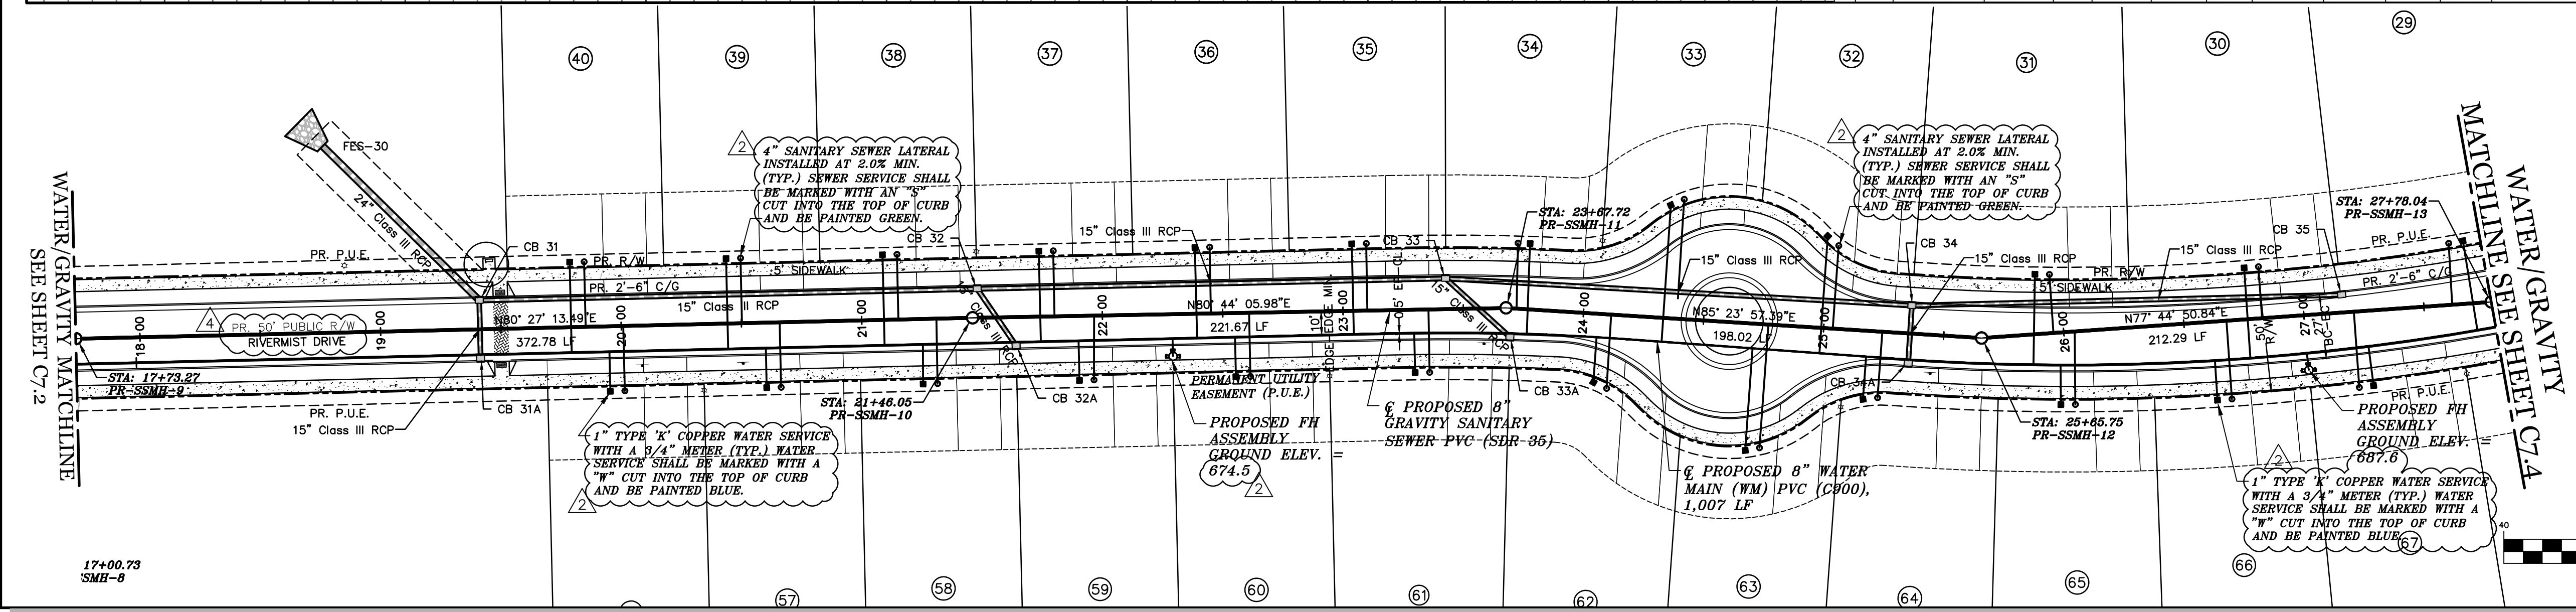 40
39
38
37
36
35
34
33
32
31
30
29
WATER/GRAVITY MATCHLINE
SEE SHEET C7.2
FES-30
24" Class III RCP
PR. P.U.E.
CB 31
PR. R/W
5' SIDEWALK
PR. 2'-6" C/G
15" Class III RCP
2
4" SANITARY SEWER LATERAL
INSTALLED AT 2.0% MIN.
(TYP.) SEWER SERVICE SHALL
BE MARKED WITH AN "S"
CUT INTO THE TOP OF CURB
AND BE PAINTED GREEN.
CB 32
15" Class III RCP
CB 33
STA: 23+67.72
PR-SSMH-11
15" Class III RCP
2
4" SANITARY SEWER LATERAL
INSTALLED AT 2.0% MIN.
(TYP.) SEWER SERVICE SHALL
BE MARKED WITH AN "S"
CUT INTO THE TOP OF CURB
AND BE PAINTED GREEN.
CB 34
15" Class III RCP
PR. R/W
5' SIDEWALK
15" Class III RCP
CB 35
STA: 27+78.04
PR-SSMH-13
PR. P.U.E.
PR. 2'-6" C/G
WATER/GRAVITY
MATCHLINE SEE SHEET C7.4
18+00
4
PR. 50' PUBLIC R/W
RIVERMIST DRIVE
19+00
N80° 27' 13.49"E
372.78 LF
20+00
21+00
15" Class III RCP
22+00
N80° 44' 05.98"E
221.67 LF
10'
EDGE-EDGE MIN.
23+00
05' EP-CL
15" Class III RCP
24+00
N85° 23' 57.39"E
198.02 LF
25+00
26+00
N77° 44' 50.84"E
212.29 LF
50'
R/W
27+00
27'
BC-BC
STA: 17+73.27
PR-SSMH-9
PR. P.U.E.
15" Class III RCP
CB 31A
STA: 21+46.05
PR-SSMH-10
CB 32A
PERMANENT UTILITY
EASEMENT (P.U.E.)
PROPOSED FH
ASSEMBLY
GROUND ELEV. =
674.5
2
℄ PROPOSED 8"
GRAVITY SANITARY
SEWER PVC (SDR 35)
CB 33A
℄ PROPOSED 8" WATER
MAIN (WM) PVC (C900),
1,007 LF
CB 34A
STA: 25+65.75
PR-SSMH-12
PR. P.U.E.
PROPOSED FH
ASSEMBLY
GROUND ELEV. =
687.6
1" TYPE 'K' COPPER WATER SERVICE
WITH A 3/4" METER (TYP.) WATER
SERVICE SHALL BE MARKED WITH A
"W" CUT INTO THE TOP OF CURB
AND BE PAINTED BLUE.
2
2
1" TYPE 'K' COPPER WATER SERVICE
WITH A 3/4" METER (TYP.) WATER
SERVICE SHALL BE MARKED WITH A
"W" CUT INTO THE TOP OF CURB
AND BE PAINTED BLUE.
40
17+00.73
SMH-8
57
58
59
60
61
62
63
64
65
66
67